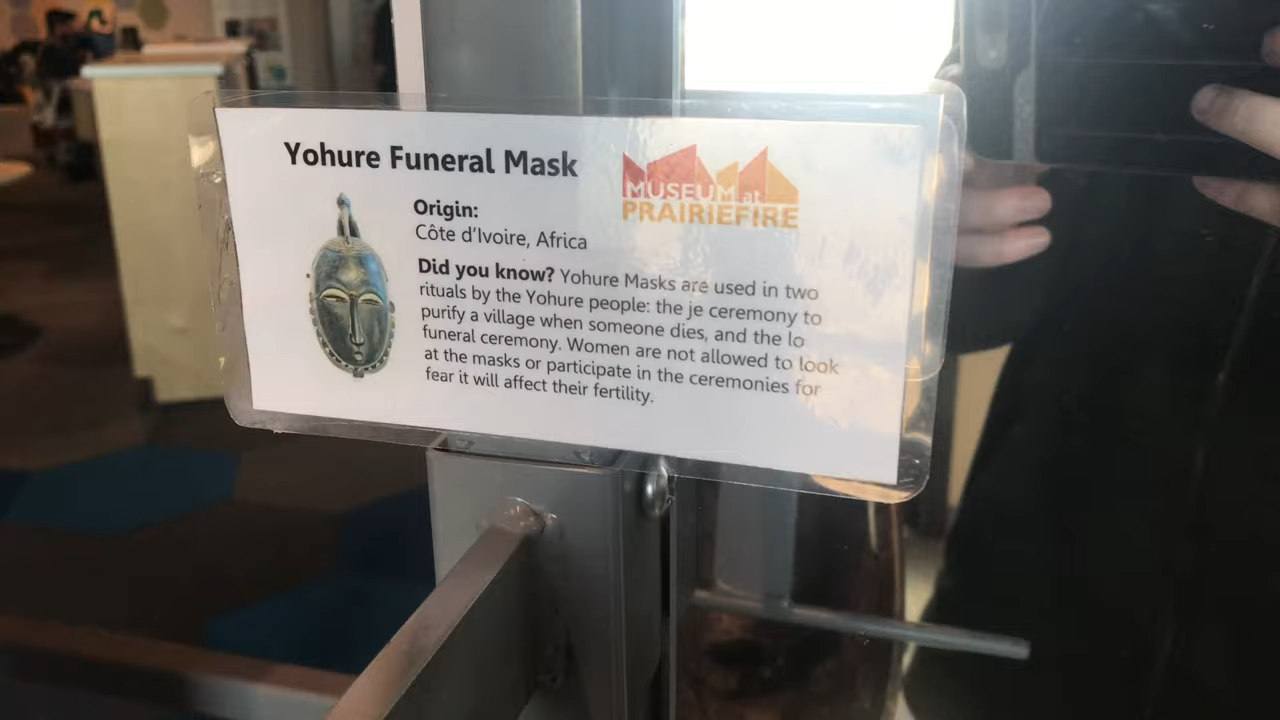 Yohure Funeral Mask
MUSEUM at
PRAIRIEFIRE
Origin:
Côte d'Ivoire, Africa
Did you know? Yohure Masks are used in two
rituals by the Yohure people: the je ceremony to
purify a village when someone dies, and the lo
funeral ceremony. Women are not allowed to look
at the masks or participate in the ceremonies for
fear it will affect their fertility.